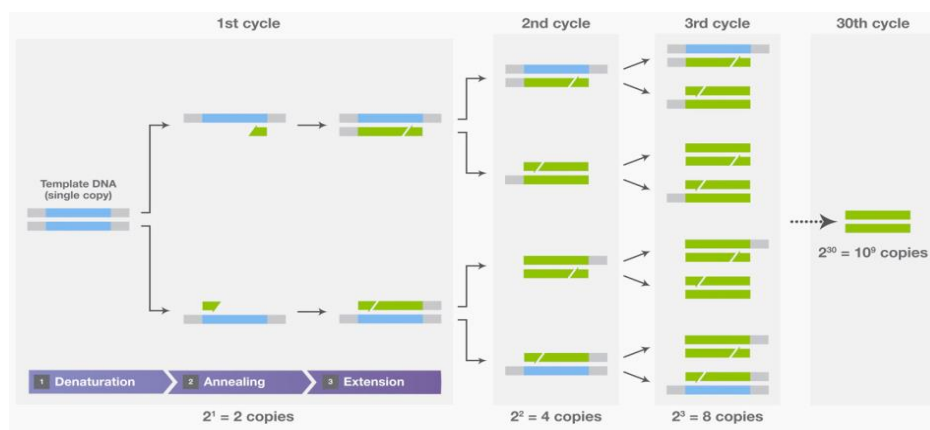 1st cycle
2nd cycle
3rd cycle
30th cycle
Template DNA
(single copy)
2³⁰ = 10⁹ copies
1 Denaturation
2 Annealing
3 Extension
2¹ = 2 copies
2² = 4 copies
2³ = 8 copies